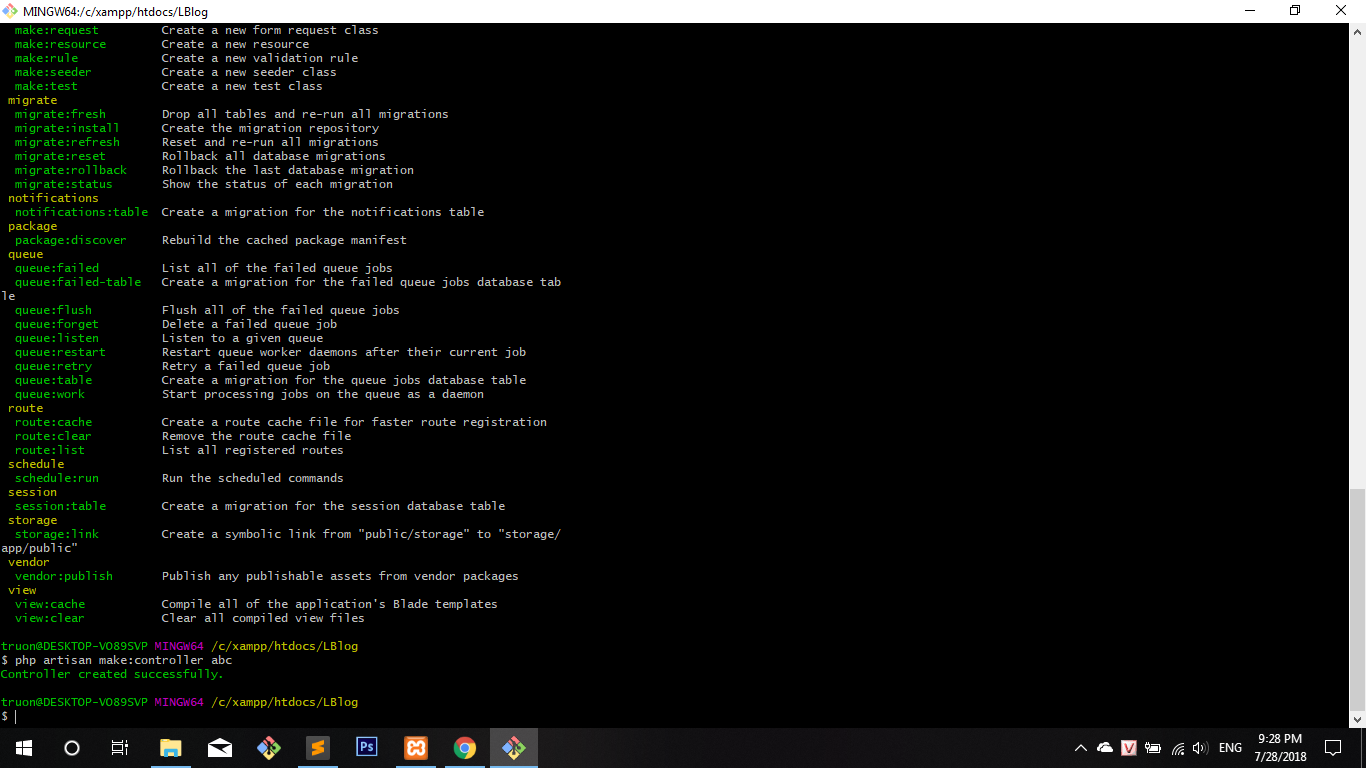 MINGW64:/c/xampp/htdocs/LBlog
make:request Create a new form request class
make:resource Create a new resource
make:rule Create a new validation rule
make:seeder Create a new seeder class
make:test Create a new test class
migrate
migrate:fresh Drop all tables and re-run all migrations
migrate:install Create the migration repository
migrate:refresh Reset and re-run all migrations
migrate:reset Rollback all database migrations
migrate:rollback Rollback the last database migration
migrate:status Show the status of each migration
notifications
notifications:table Create a migration for the notifications table
package
package:discover Rebuild the cached package manifest
queue
queue:failed List all of the failed queue jobs
queue:failed-table Create a migration for the failed queue jobs database tab
le
queue:flush Flush all of the failed queue jobs
queue:forget Delete a failed queue job
queue:listen Listen to a given queue
queue:restart Restart queue worker daemons after their current job
queue:retry Retry a failed queue job
queue:table Create a migration for the queue jobs database table
queue:work Start processing jobs on the queue as a daemon
route
route:cache Create a route cache file for faster route registration
route:clear Remove the route cache file
route:list List all registered routes
schedule
schedule:run Run the scheduled commands
session
session:table Create a migration for the session database table
storage
storage:link Create a symbolic link from "public/storage" to "storage/
app/public"
vendor
vendor:publish Publish any publishable assets from vendor packages
view
view:cache Compile all of the application's Blade templates
view:clear Clear all compiled view files
truon@DESKTOP-VO89SVP MINGW64 /c/xampp/htdocs/LBlog
$ php artisan make:controller abc
Controller created successfully.
truon@DESKTOP-VO89SVP MINGW64 /c/xampp/htdocs/LBlog
$
Ps
V
ENG
9:28 PM
7/28/2018